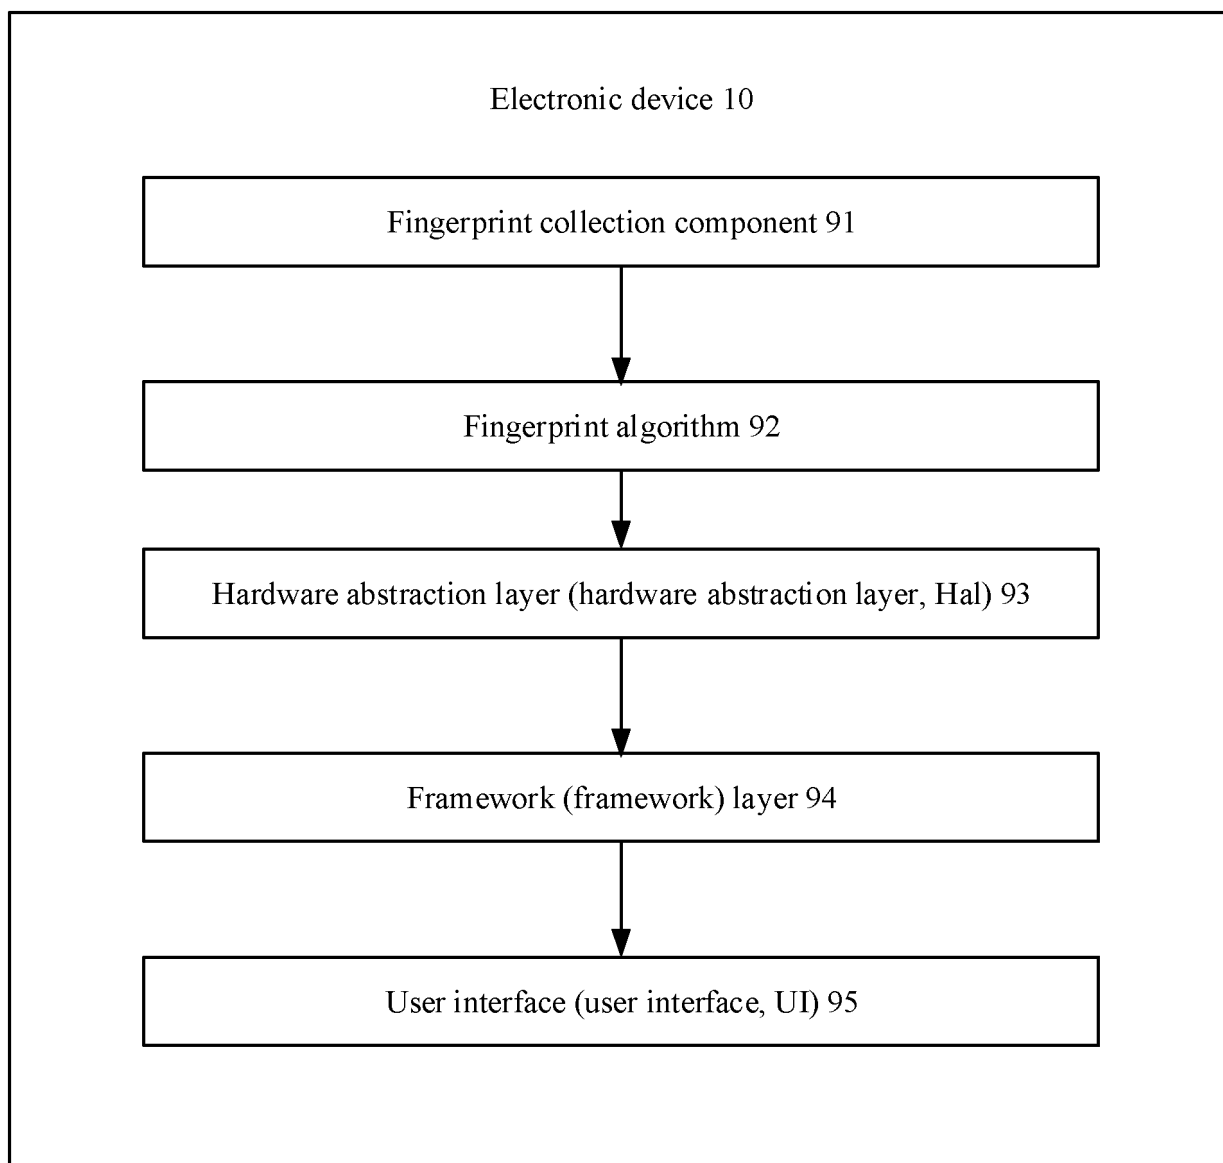 Electronic device 10
Fingerprint collection component 91
Fingerprint algorithm 92
Hardware abstraction layer (hardware abstraction layer, Hal) 93
Framework (framework) layer 94
User interface (user interface, UI) 95